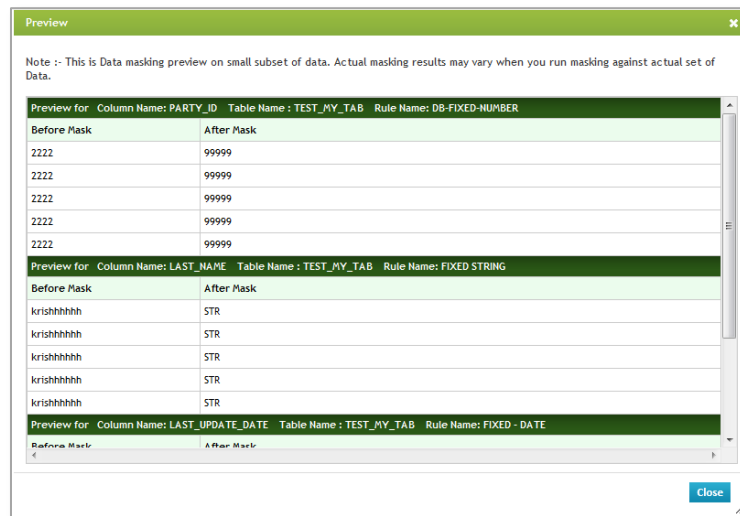 Preview
Note :- This is Data masking preview on small subset of data. Actual masking results may vary when you run masking against actual set of
Data.
Preview for Column Name: PARTY_ID Table Name : TEST_MY_TAB Rule Name: DB-FIXED-NUMBER
Before Mask After Mask
2222 99999
2222 99999
2222 99999
2222 99999
2222 99999
Preview for Column Name: LAST_NAME Table Name : TEST_MY_TAB Rule Name: FIXED STRING
Before Mask After Mask
krishhhhhh STR
krishhhhhh STR
krishhhhhh STR
krishhhhhh STR
krishhhhhh STR
Preview for Column Name: LAST_UPDATE_DATE Table Name : TEST_MY_TAB Rule Name: FIXED - DATE
Before Mask After Mask
Close